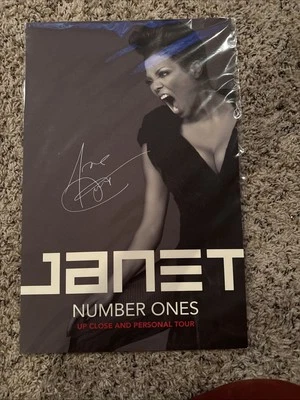 JANET
NUMBER ONES
UP CLOSE AND PERSONAL TOUR